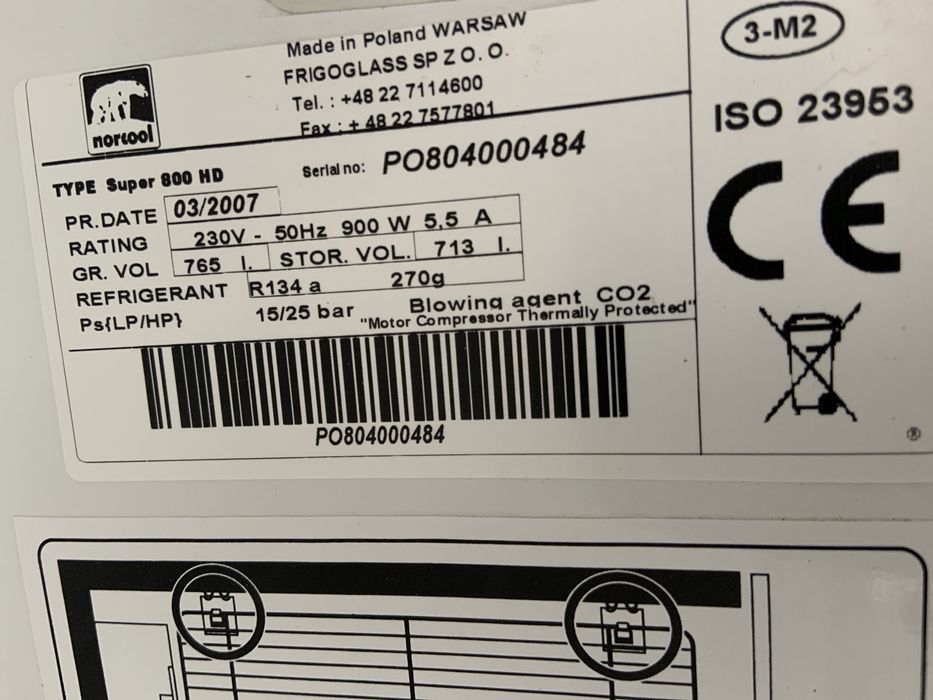 norcool
Made in Poland WARSAW
FRIGOGLASS SP Z O. O.
Tel. : +48 22 7114600
Fax : + 48 22 7577801
TYPE Super 800 HD
Serial no: PO804000484
PR.DATE 03/2007
RATING 230V - 50Hz 900 W 5,5 A
GR. VOL 765 l. STOR. VOL. 713 l.
REFRIGERANT R134 a 270g
Ps{LP/HP} 15/25 bar Blowing agent CO2
"Motor Compressor Thermally Protected"
PO804000484
3-M2
ISO 23953
CE
®